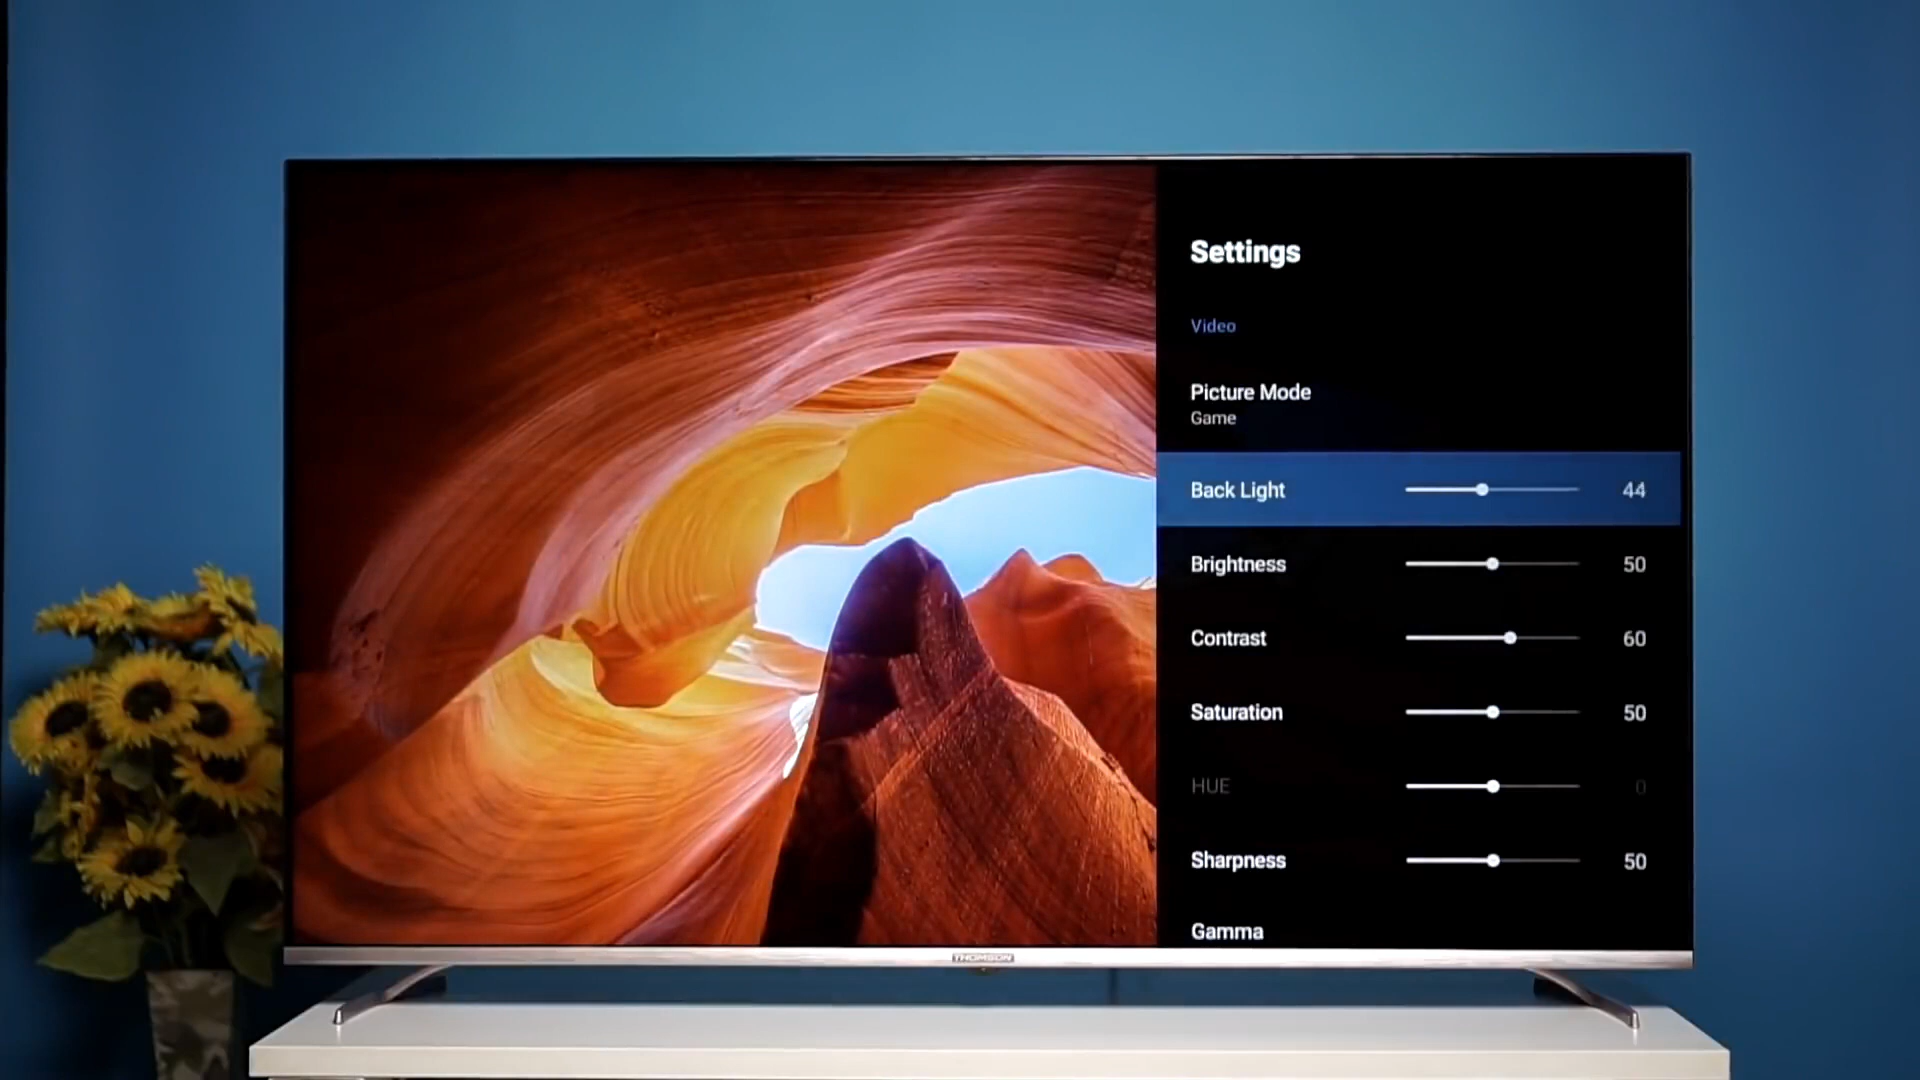 Settings
Video
Picture Mode
Game
Back Light 44
Brightness 50
Contrast 60
Saturation 50
HUE 0
Sharpness 50
Gamma
THOMSON